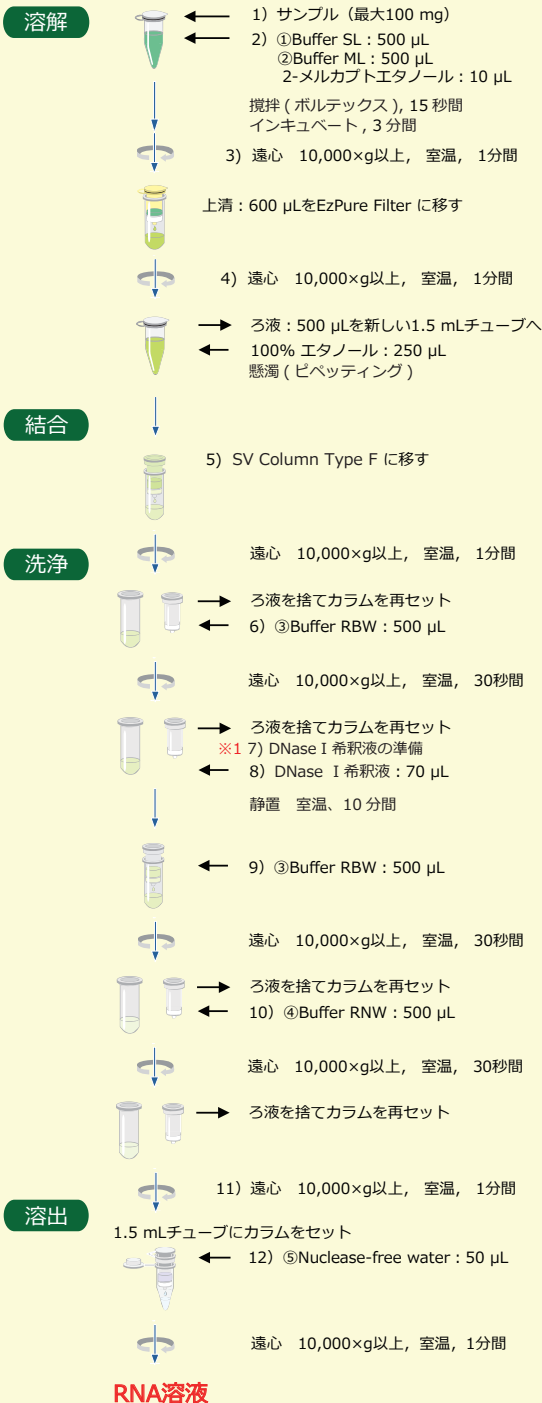 溶解
1）サンプル（最大100 mg）
2）①Buffer SL：500 µL
②Buffer ML：500 µL
2-メルカプトエタノール：10 µL
撹拌 ( ボルテックス ) , 15 秒間
インキュベート , 3 分間
3）遠心　10,000×g以上,　室温,　1分間
上清：600 µLをEzPure Filter に移す
4）遠心　10,000×g以上,　室温,　1分間
ろ液：500 µLを新しい1.5 mLチューブへ
100% エタノール：250 µL
懸濁 ( ピペッティング )
結合
5）SV Column Type F に移す
洗浄
遠心　10,000×g以上,　室温,　1分間
ろ液を捨てカラムを再セット
6）③Buffer RBW：500 µL
遠心　10,000×g以上,　室温,　30秒間
ろ液を捨てカラムを再セット
※1 7) DNase I 希釈液の準備
8）DNase I 希釈液：70 µL
静置　室温、10 分間
9）③Buffer RBW：500 µL
遠心　10,000×g以上,　室温,　30秒間
ろ液を捨てカラムを再セット
10）④Buffer RNW：500 µL
遠心　10,000×g以上,　室温,　30秒間
ろ液を捨てカラムを再セット
11）遠心　10,000×g以上,　室温,　1分間
溶出
1.5 mLチューブにカラムをセット
12）⑤Nuclease-free water：50 µL
遠心　10,000×g以上, 室温, 1分間
RNA溶液